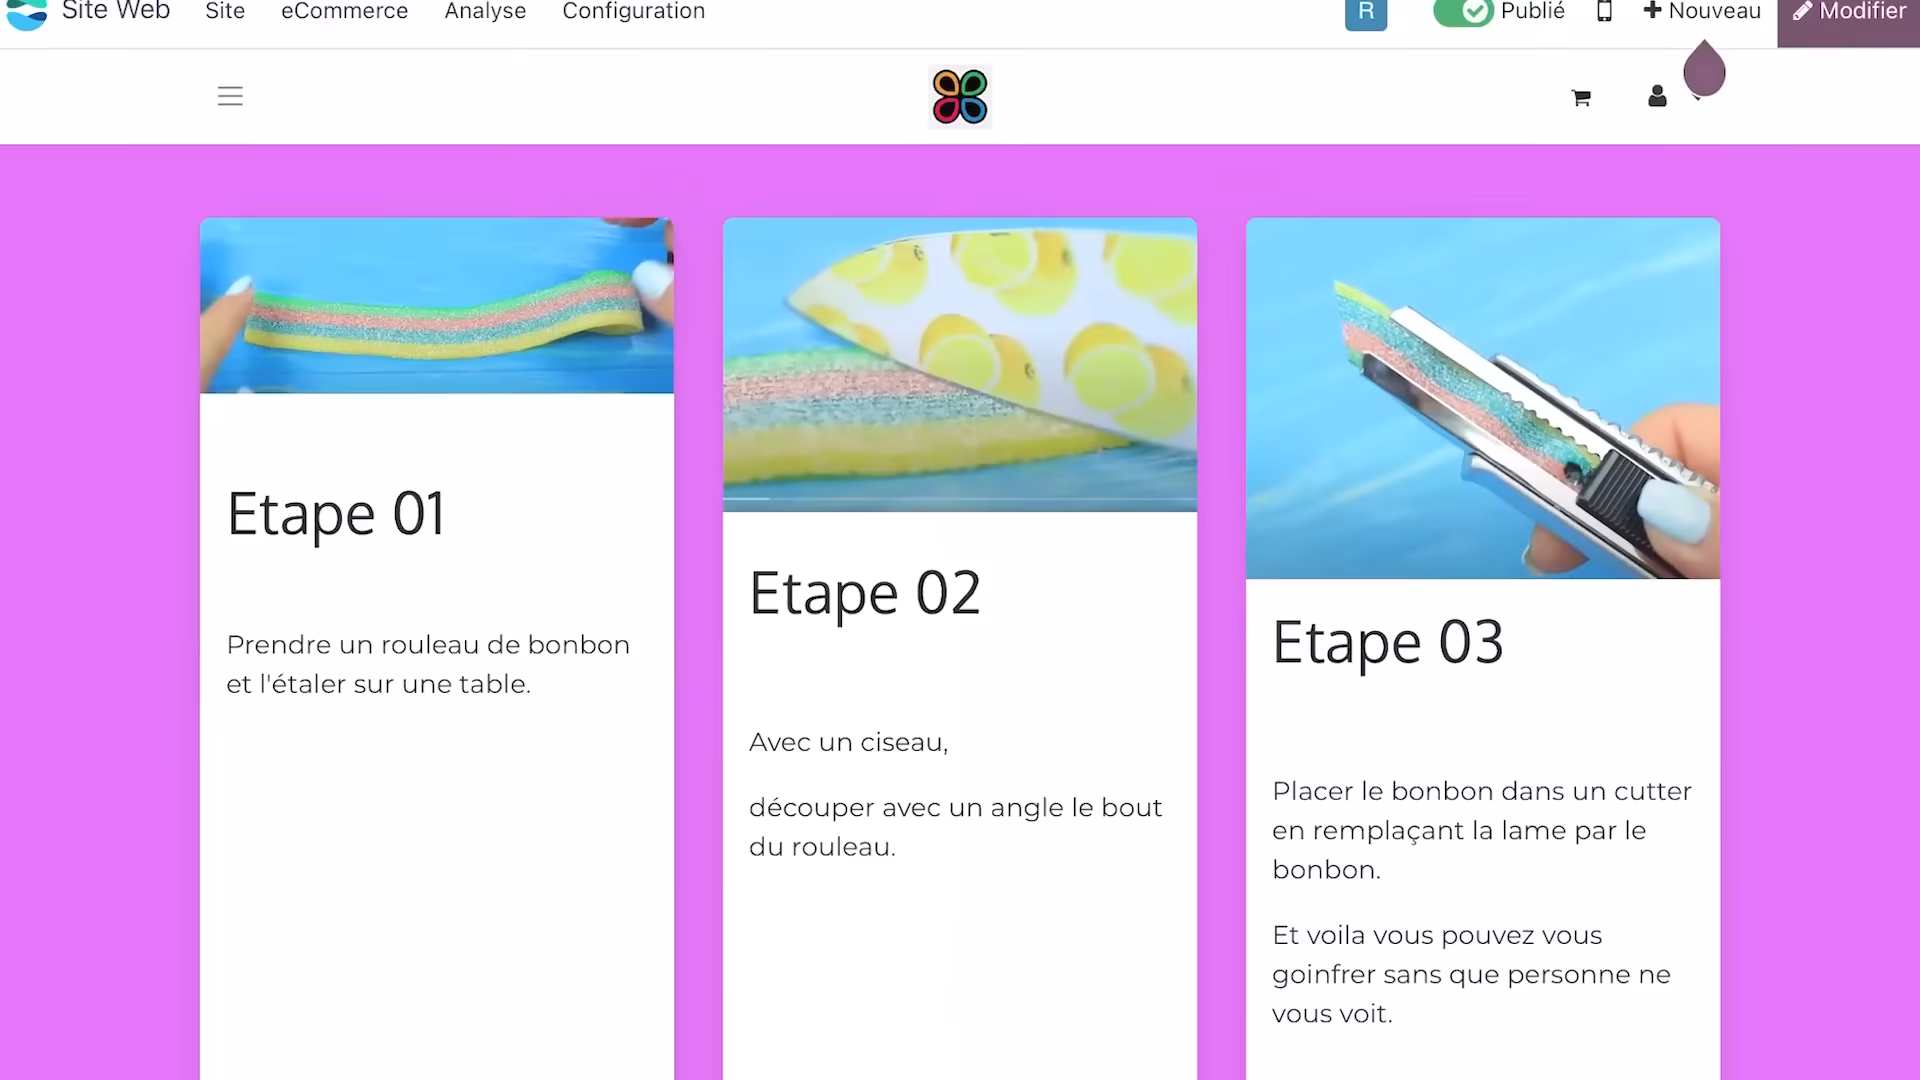 Site Web Site eCommerce Analyse Configuration R Publié Nouveau Modifier
Etape 01
Prendre un rouleau de bonbon
et l'étaler sur une table.
Etape 02
Avec un ciseau,
découper avec un angle le bout
du rouleau.
Etape 03
Placer le bonbon dans un cutter
en remplaçant la lame par le
bonbon.
Et voila vous pouvez vous
goinfrer sans que personne ne
vous voit.